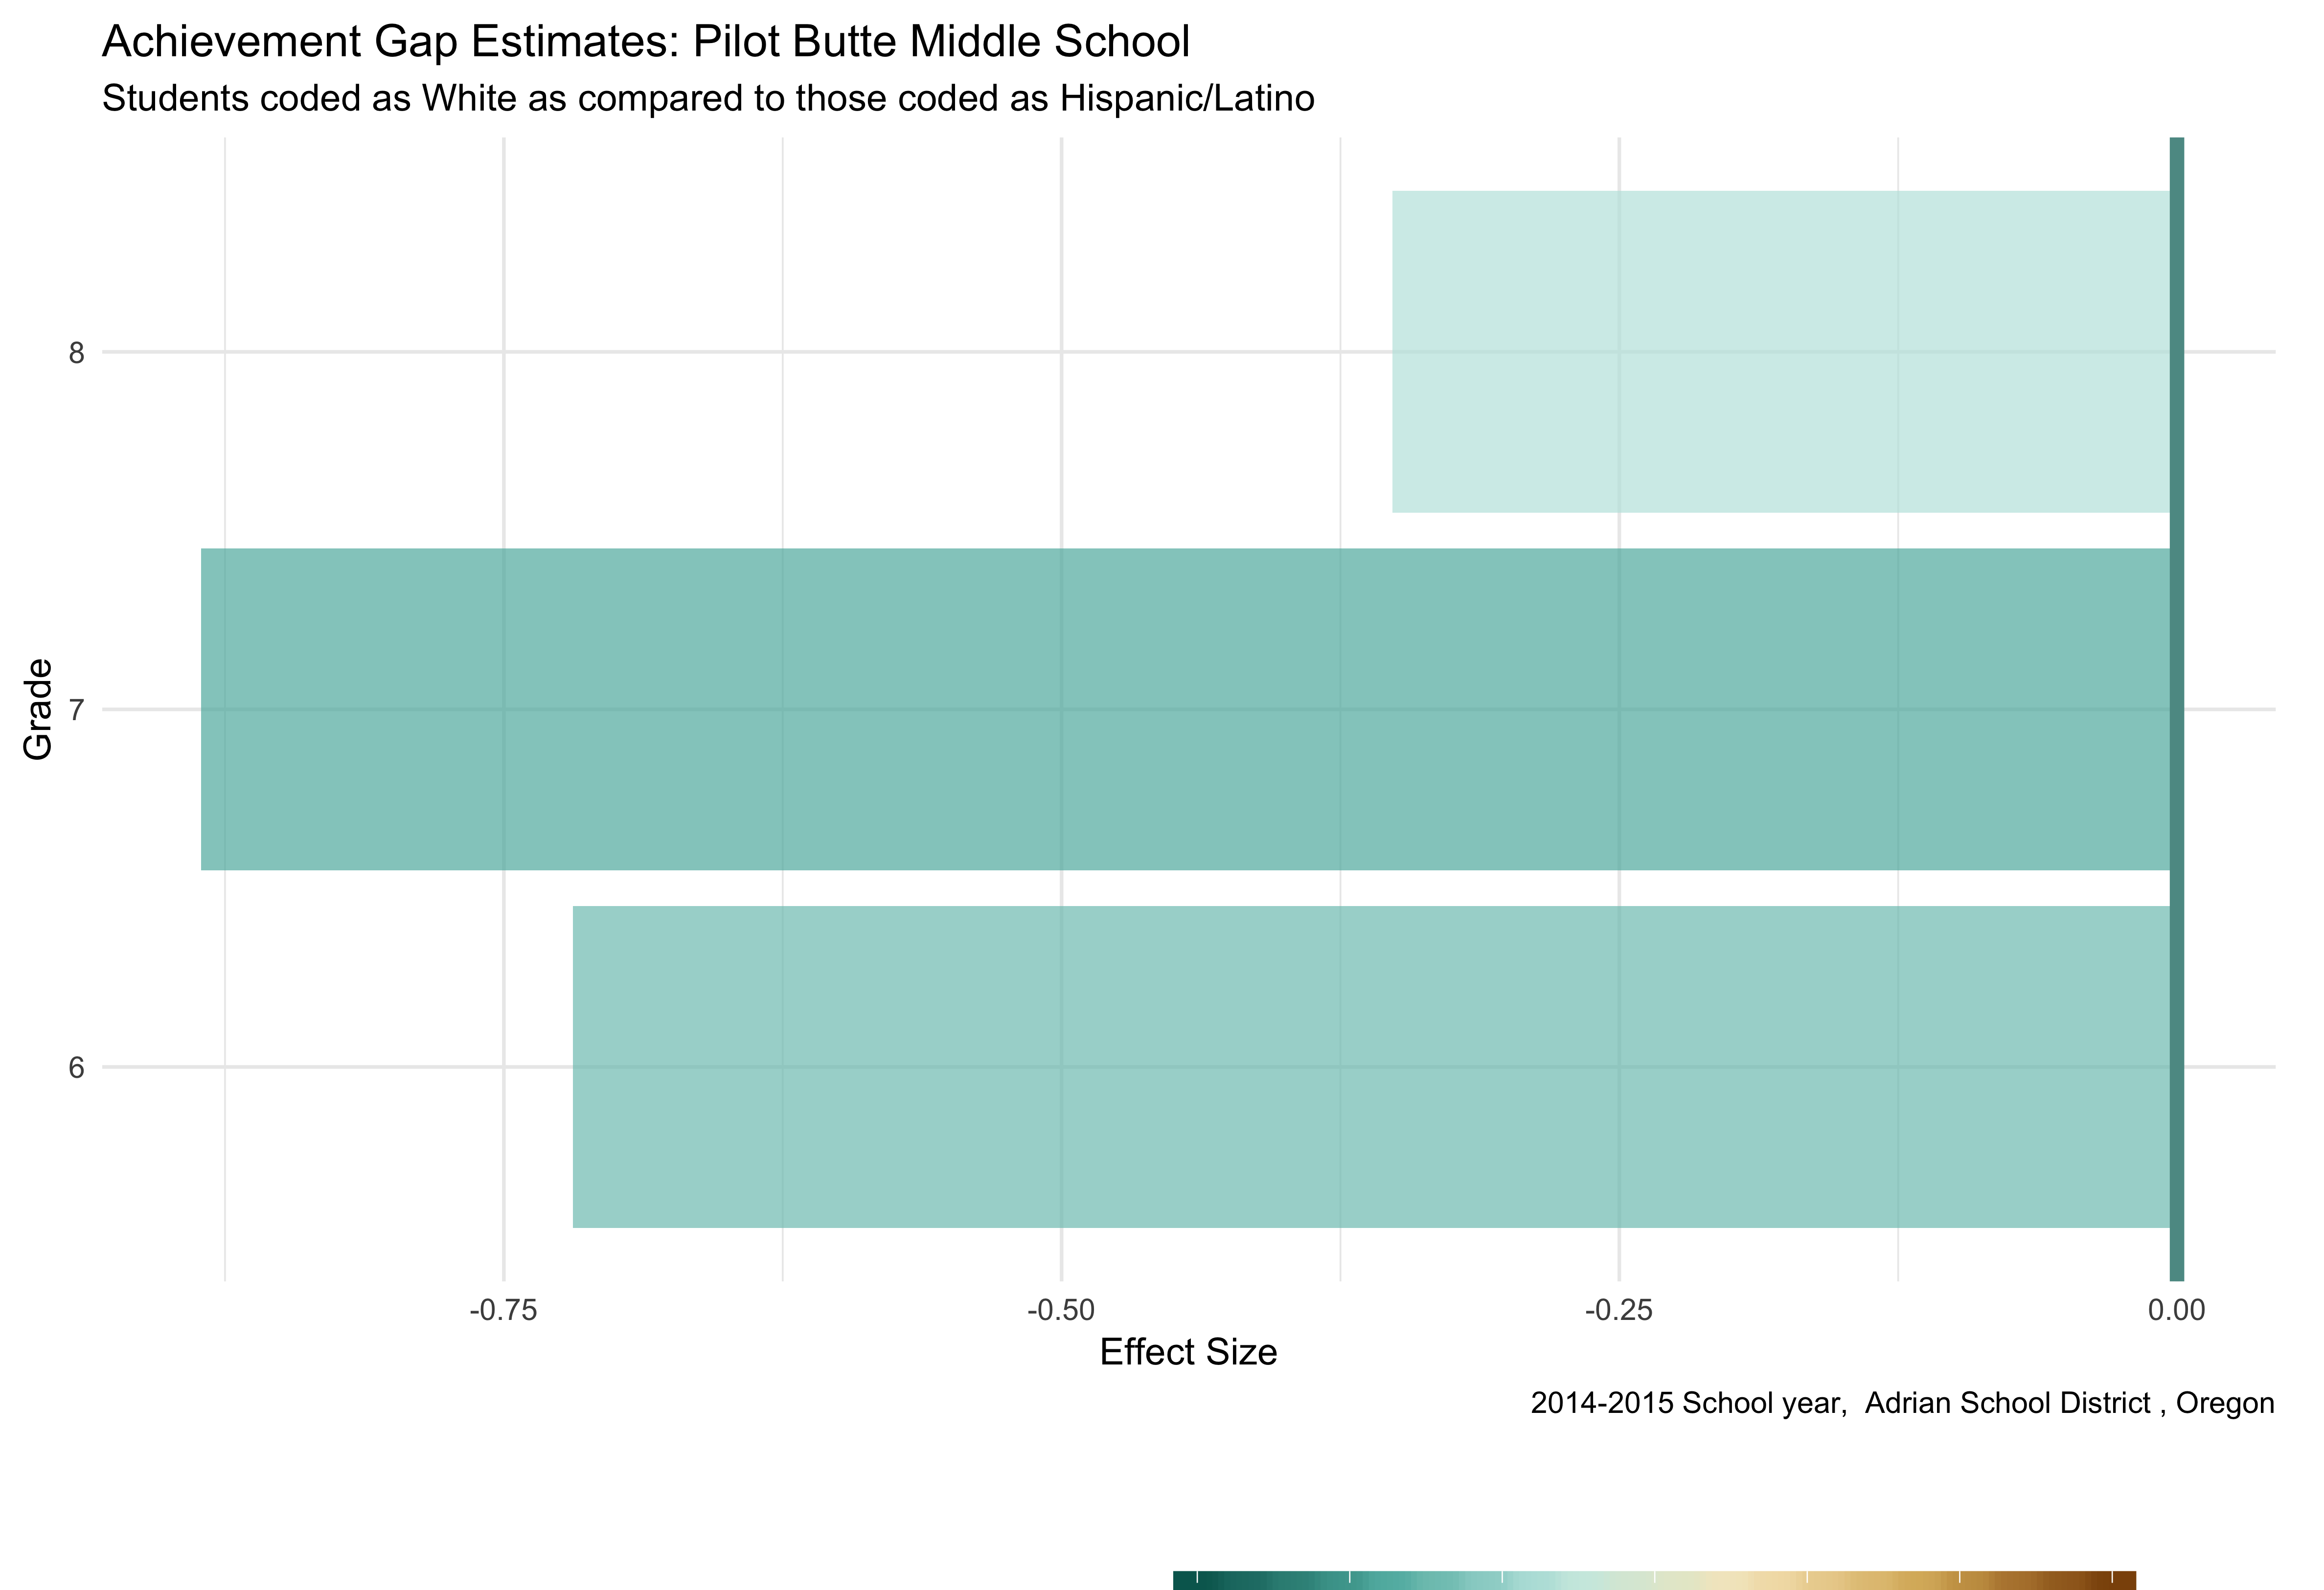 Achievement Gap Estimates: Pilot Butte Middle School
Students coded as White as compared to those coded as Hispanic/Latino
8
7
6
Grade
-0.75 -0.50 -0.25 0.00
Effect Size
2014-2015 School year,  Adrian School District , Oregon